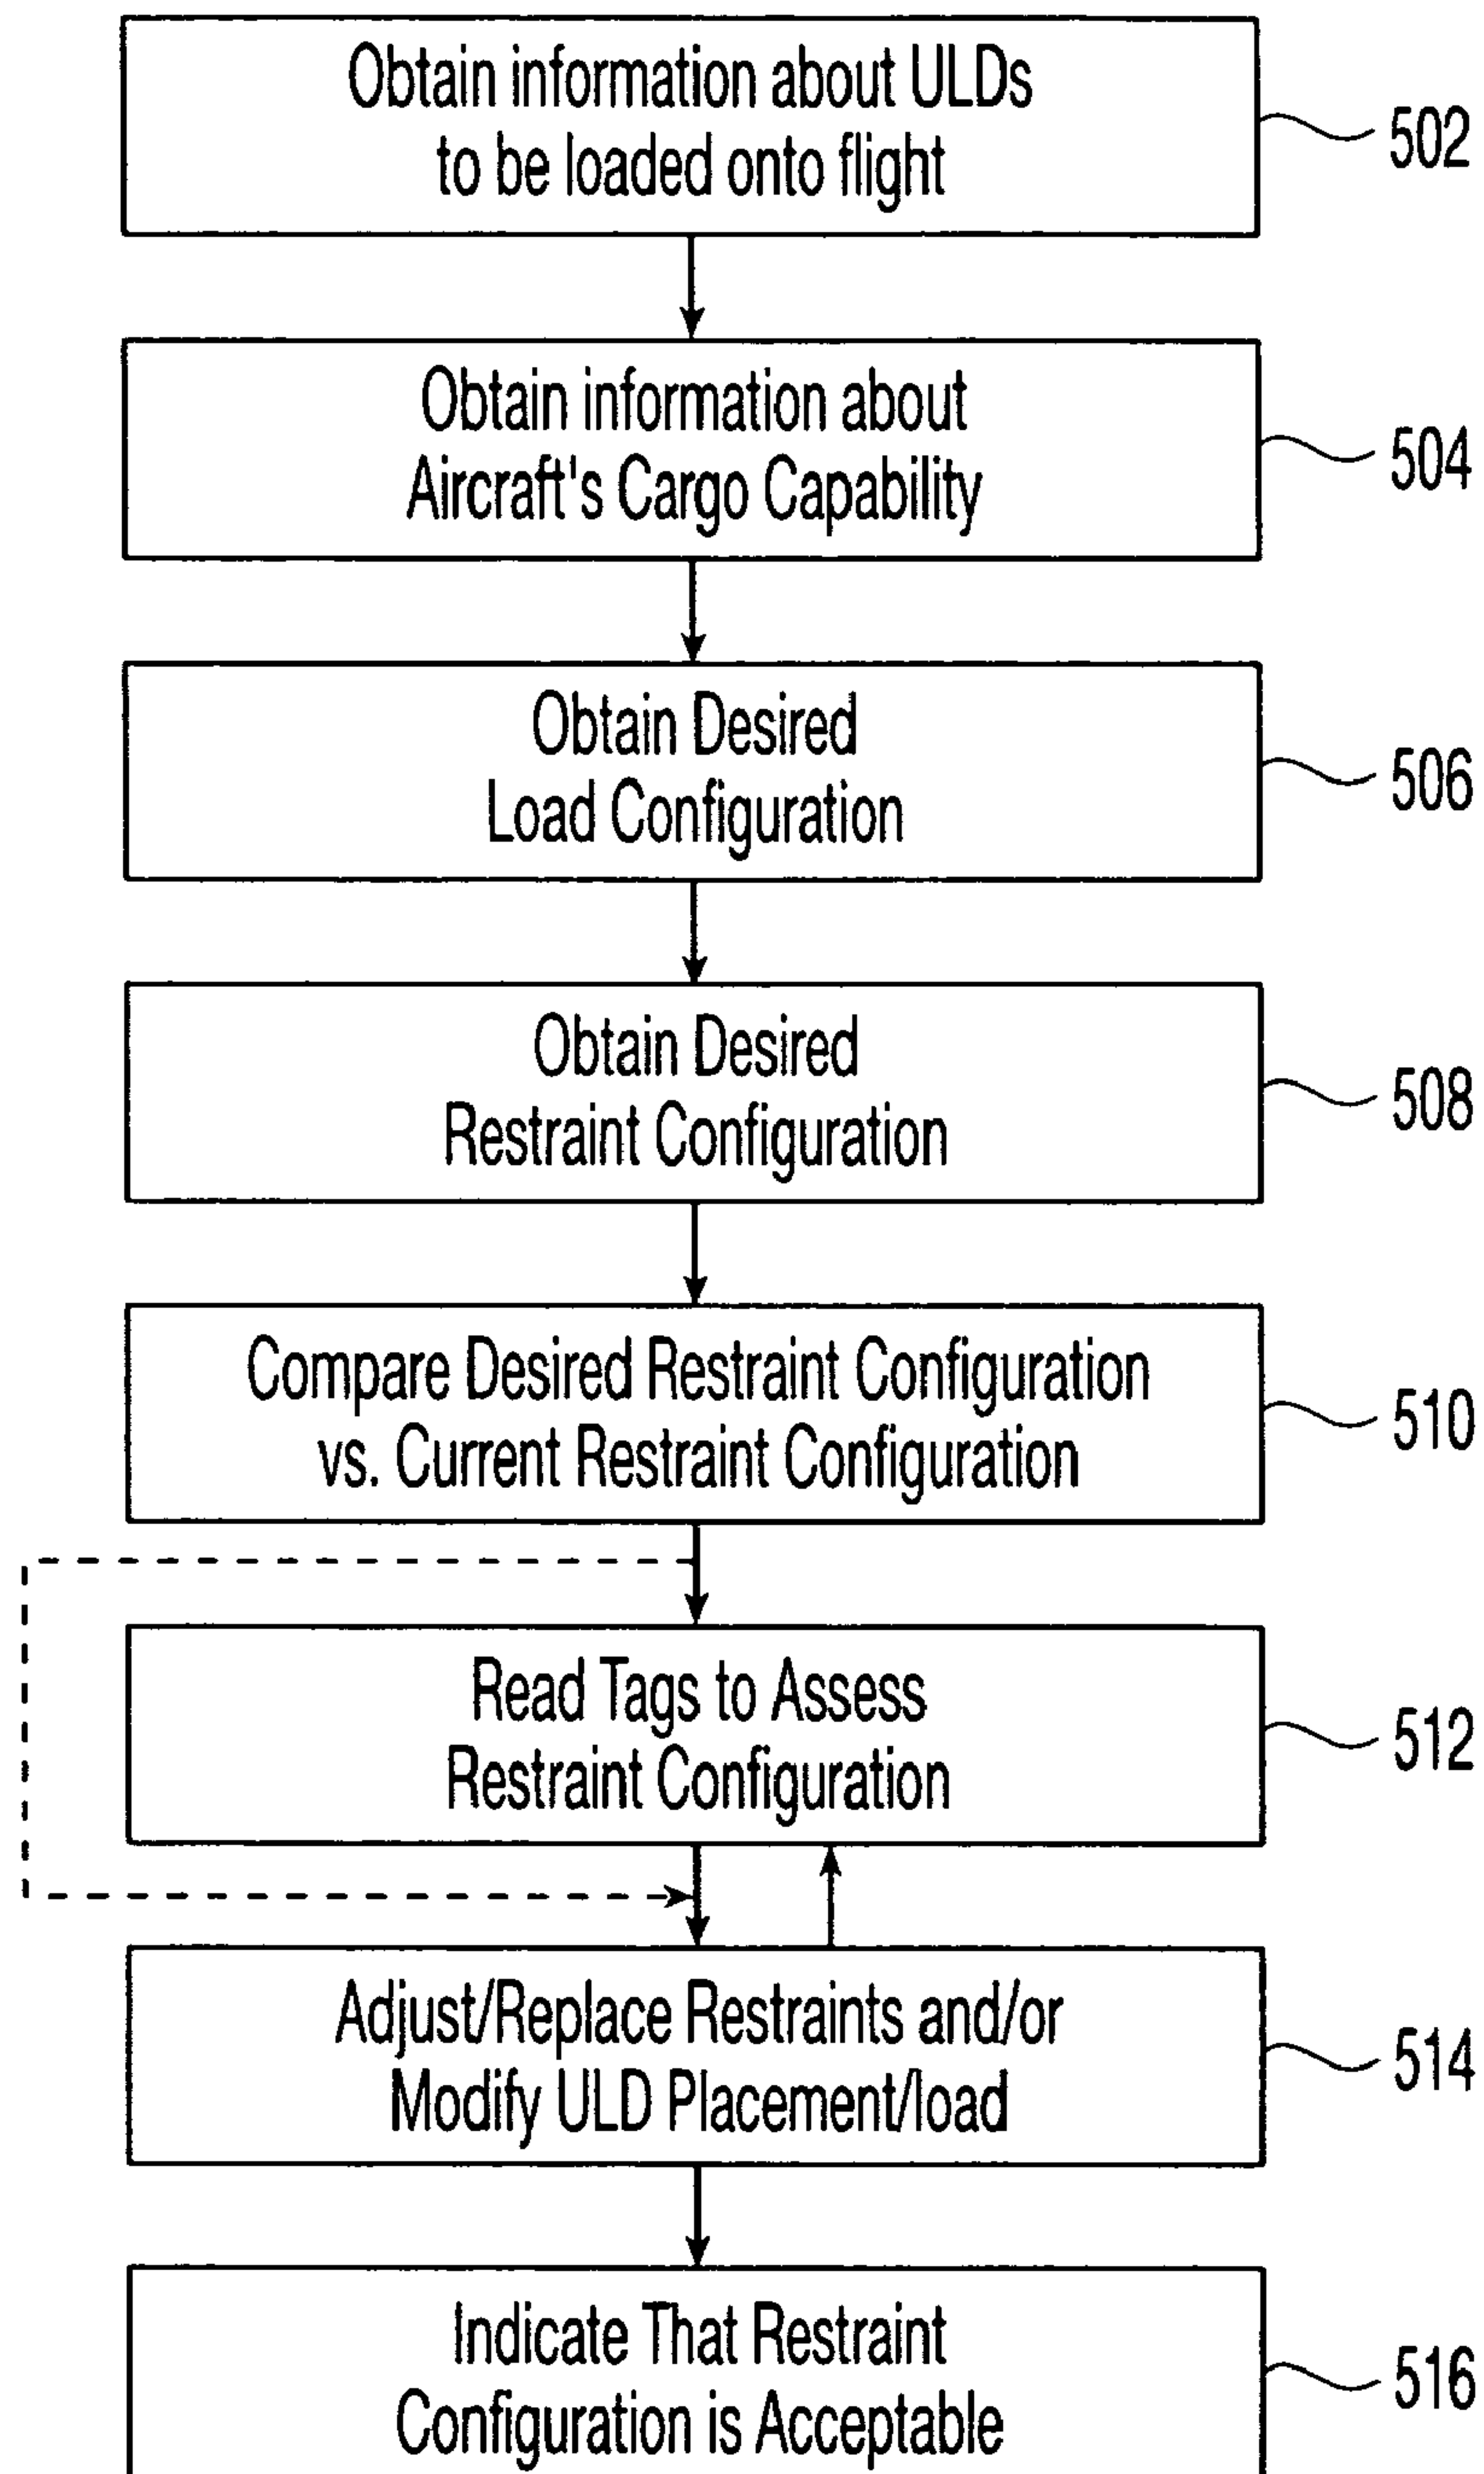 Obtain information about ULDs
to be loaded onto flight
502
Obtain information about
Aircraft's Cargo Capability
504
Obtain Desired
Load Configuration
506
Obtain Desired
Restraint Configuration
508
Compare Desired Restraint Configuration
vs. Current Restraint Configuration
510
Read Tags to Assess
Restraint Configuration
512
Adjust/Replace Restraints and/or
Modify ULD Placement/load
514
Indicate That Restraint
Configuration is Acceptable
516